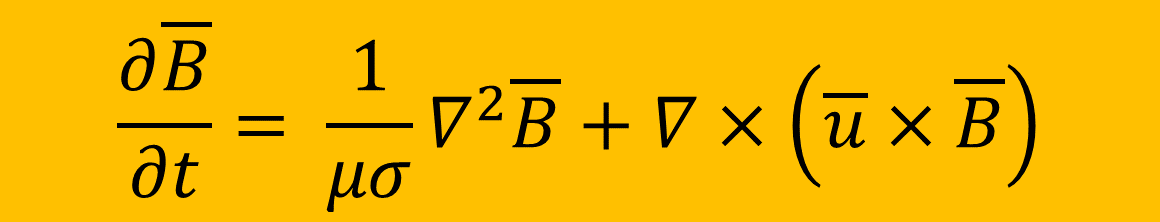 ∂B̅/∂t = 1/μσ ∇²B̅ + ∇ × (u̅ × B̅)